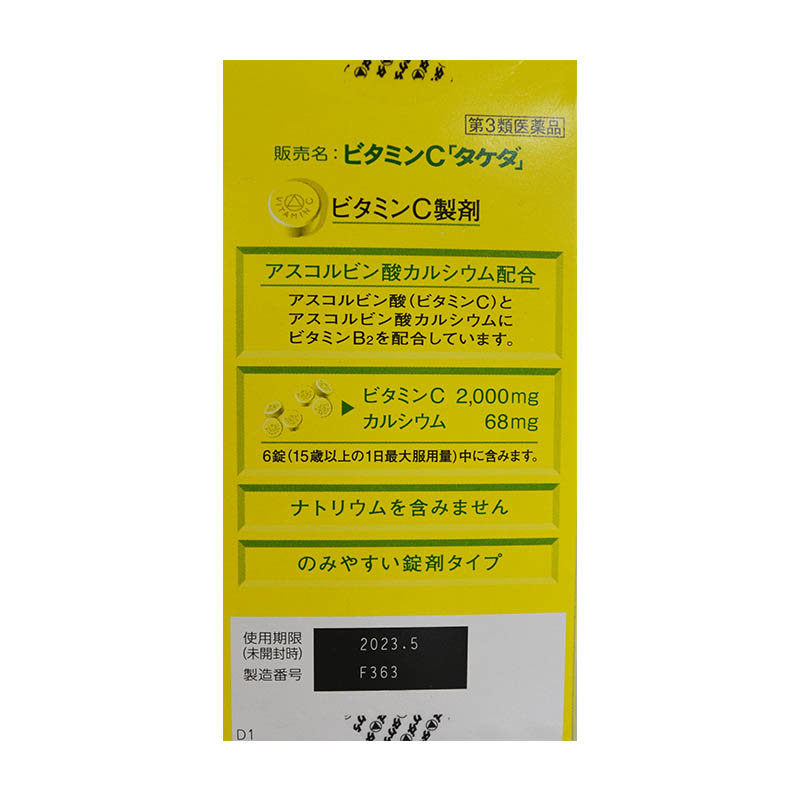 第3類医薬品
販売名：ビタミンC「タケダ」
VITAMIN C
ビタミンC製剤
アスコルビン酸カルシウム配合
アスコルビン酸（ビタミンC）と
アスコルビン酸カルシウムに
ビタミンB2を配合しています。
ビタミンC 2,000mg
カルシウム 68mg
6錠（15歳以上の1日最大服用量）中に含みます。
ナトリウムを含みません
のみやすい錠剤タイプ
使用期限 2023.5
(未開封時)
製造番号 F363
D1